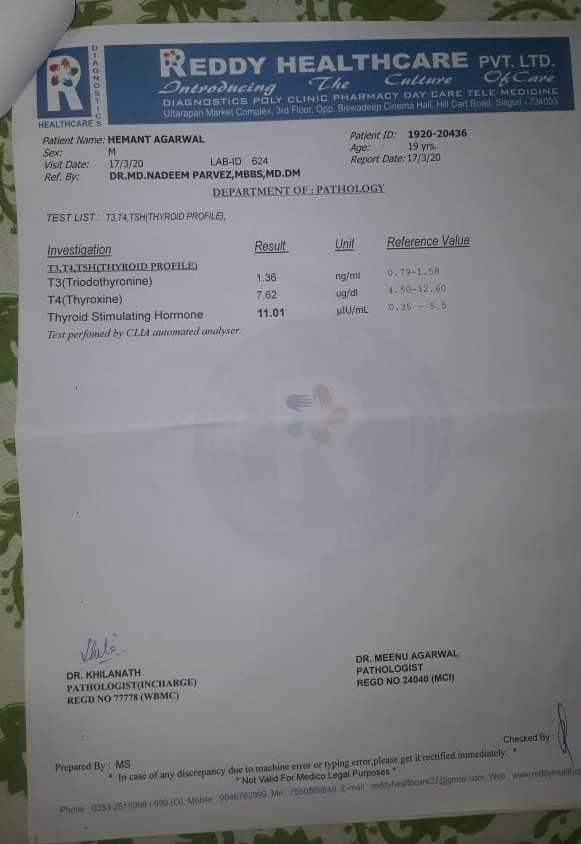 DIAGNOSTICS
R
HEALTHCARE
REDDY HEALTHCARE PVT. LTD.
Introducing The Culture Of Care
DIAGNOSTICS POLY CLINIC PHARMACY DAY CARE TELE MEDICINE
Uttarapan Market Complex, 3rd Floor, Opp. Biswadeep Cinema Hall, Hill Cart Road, Siliguri - 734003
Patient Name: HEMANT AGARWAL Patient ID: 1920-20436
Sex: M Age: 19 yrs.
Visit Date: 17/3/20 LAB-ID 624 Report Date: 17/3/20
Ref. By: DR.MD.NADEEM PARVEZ,MBBS,MD.DM
DEPARTMENT OF : PATHOLOGY
TEST LIST : T3,T4,TSH(THYROID PROFILE),
Investigation Result Unit Reference Value
T3,T4,TSH(THYROID PROFILE)
T3(Triodothyronine) 1.36 ng/ml 0.79-1.58
T4(Thyroxine) 7.62 ug/dl 4.50-12.60
Thyroid Stimulating Hormone 11.01 µIU/mL 0.35 - 5.5
Test perfomed by CLIA automated analyser.
R
DR. KHILANATH DR. MEENU AGARWAL
PATHOLOGIST(INCHARGE) PATHOLOGIST
REGD NO 77778 (WBMC) REGD NO 24040 (MCI)
Checked By :
Prepared By : MS
* In case of any discrepancy due to machine error or typing error,please get it rectified immediately. *
* Not Valid For Medico Legal Purposes *
Phone : 0353 2515998 / 999 (O), Mobile : 9046762999, E-mail : reddyhealthcare27@gmail.com, Web :